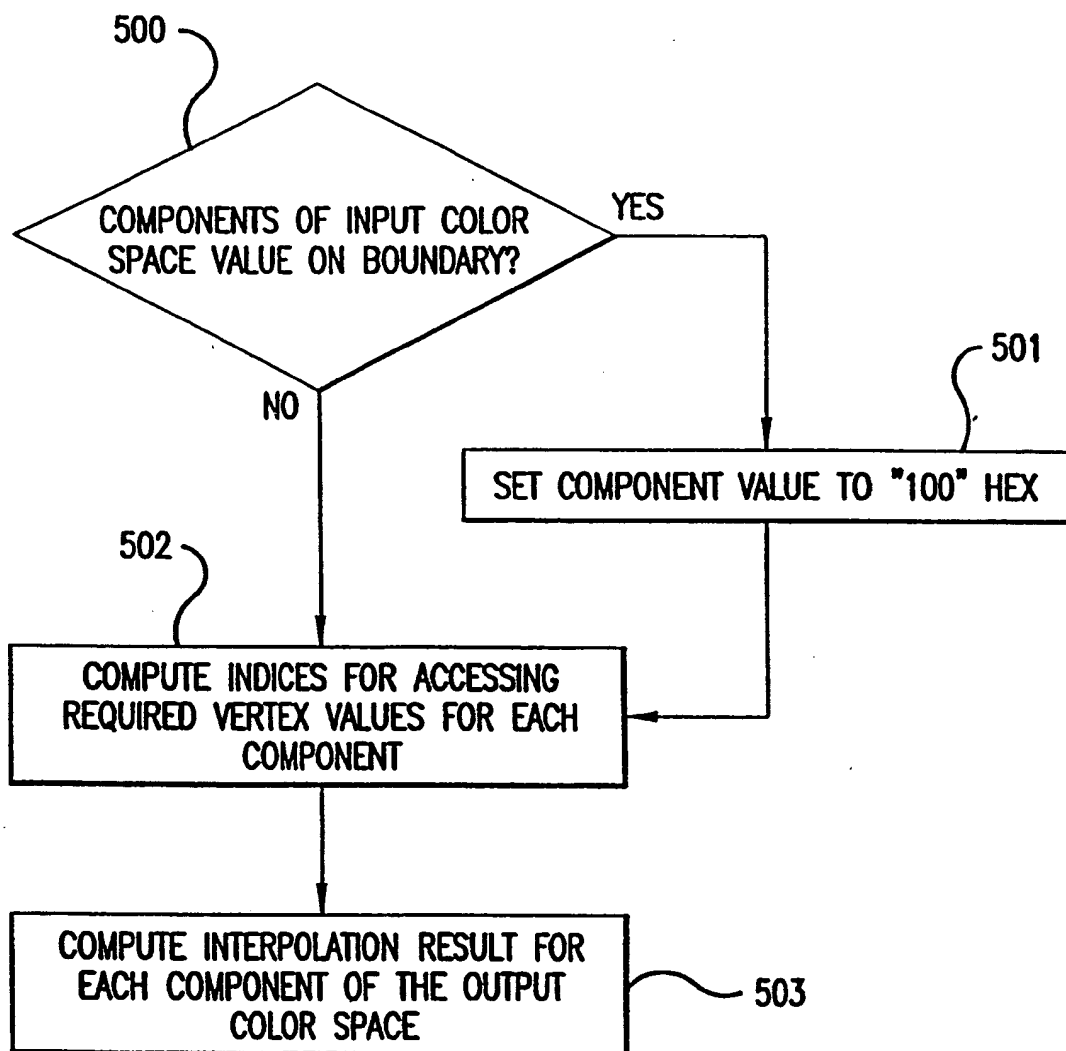 500
COMPONENTS OF INPUT COLOR
SPACE VALUE ON BOUNDARY?
YES
NO
501
SET COMPONENT VALUE TO "100" HEX
502
COMPUTE INDICES FOR ACCESSING
REQUIRED VERTEX VALUES FOR EACH
COMPONENT
COMPUTE INTERPOLATION RESULT FOR
EACH COMPONENT OF THE OUTPUT
COLOR SPACE
503